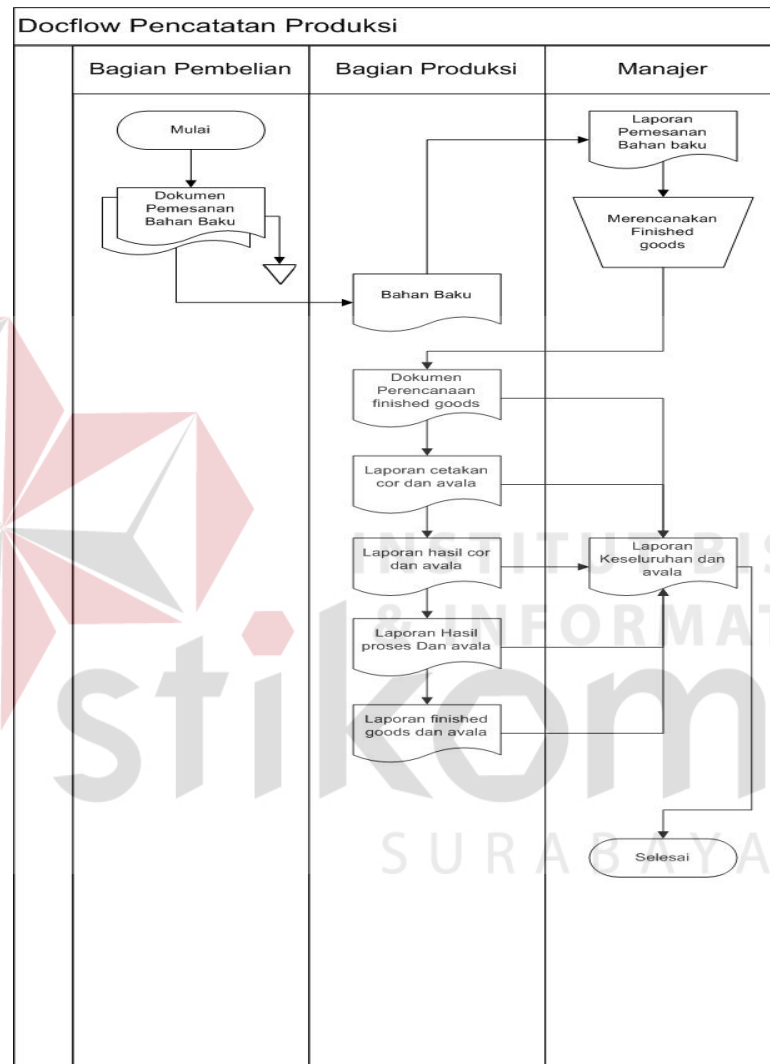 Docflow Pencatatan Produksi
Bagian Pembelian
Bagian Produksi
Manajer
Mulai
Dokumen
Pemesanan
Bahan Baku
Laporan
Pemesanan
Bahan baku
Merencanakan
Finished
goods
Bahan Baku
Dokumen
Perencanaan
finished goods
Laporan cetakan
cor dan avala
Laporan hasil cor
dan avala
Laporan
Keseluruhan dan
avala
Laporan Hasil
proses Dan avala
Laporan finished
goods dan avala
Selesai
INSTITUT BIS
& INFORMAT
stikom
SURABAYA